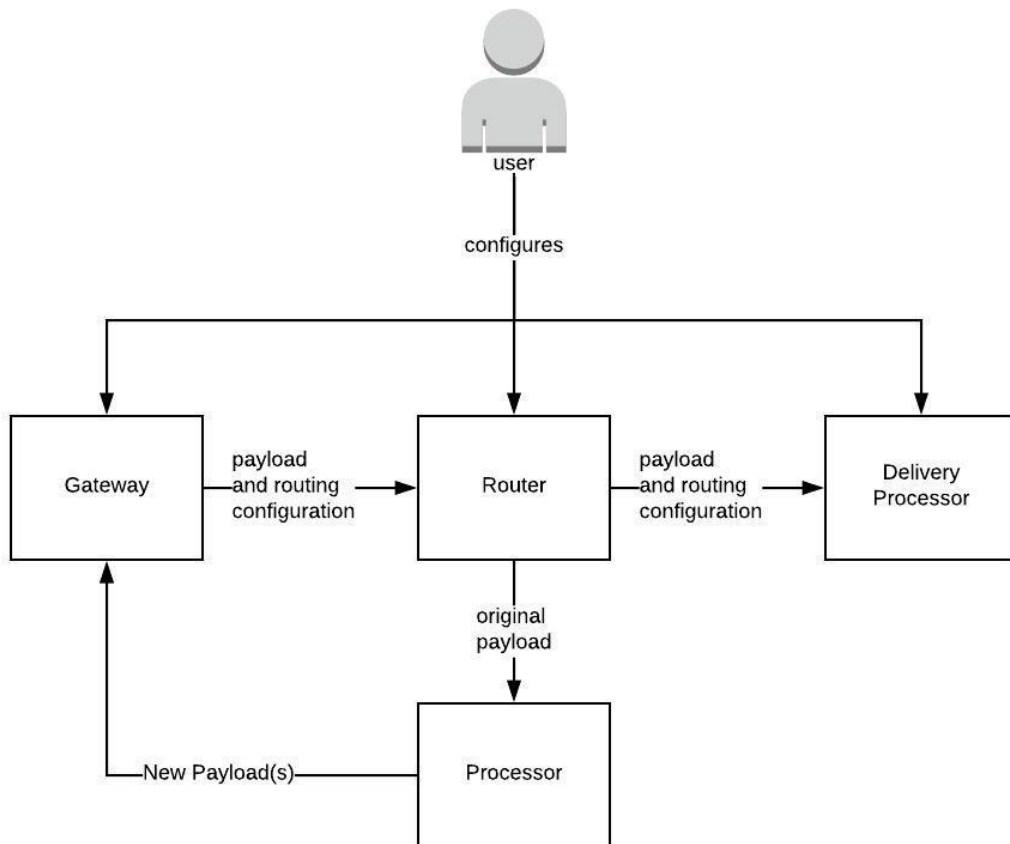 user
configures
Gateway
payload
and routing
configuration
Router
payload
and routing
configuration
Delivery
Processor
original
payload
New Payload(s)
Processor